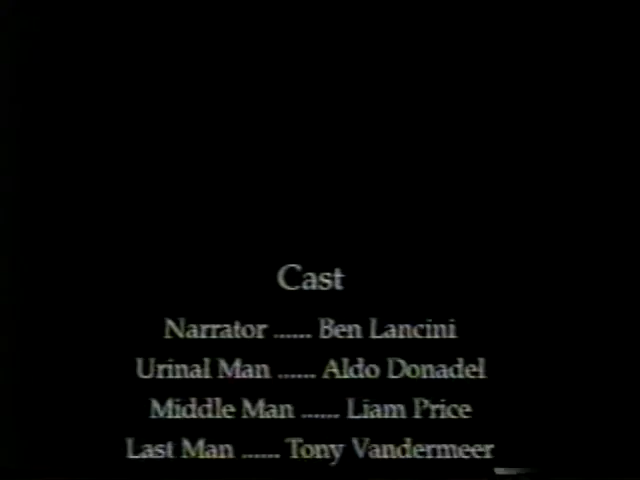 Cast
Narrator ...... Ben Lancini
Urinal Man ...... Aldo Donadel
Middle Man ...... Liam Price
Last Man ...... Tony Vandermeer